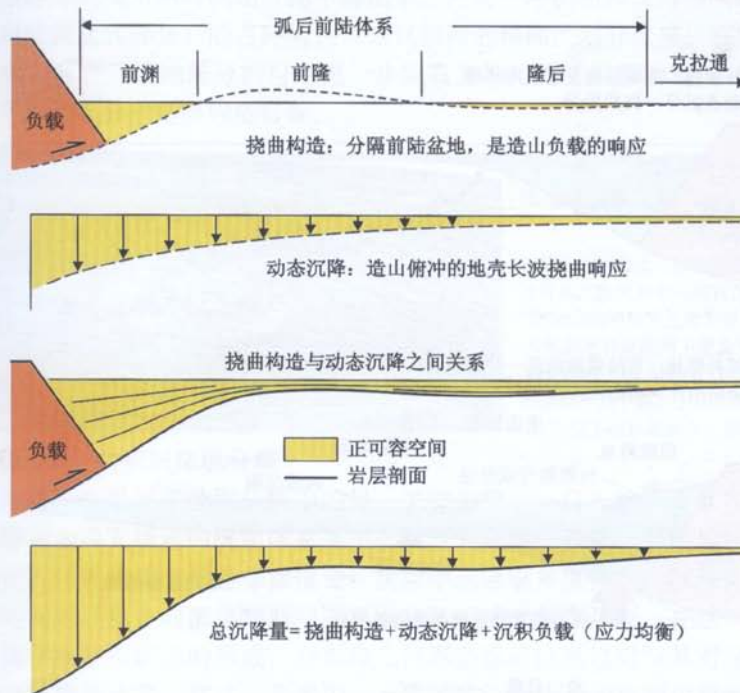 弧后前陆体系
前渊
前隆
隆后
克拉通
负载
挠曲构造：分隔前陆盆地，是造山负载的响应
动态沉降：造山俯冲的地壳长波挠曲响应
挠曲构造与动态沉降之间关系
负载
正可容空间
岩层剖面
总沉降量=挠曲构造+动态沉降+沉积负载（应力均衡）